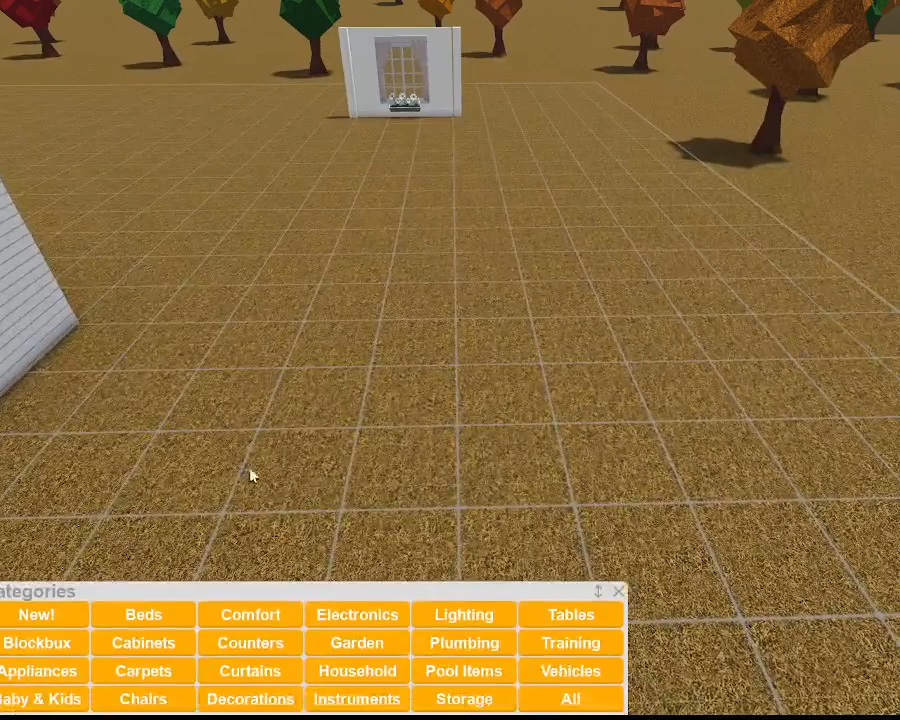 ategories
New! Beds Comfort Electronics Lighting Tables
Blockbux Cabinets Counters Garden Plumbing Training
Appliances Carpets Curtains Household Pool Items Vehicles
Baby & Kids Chairs Decorations Instruments Storage All